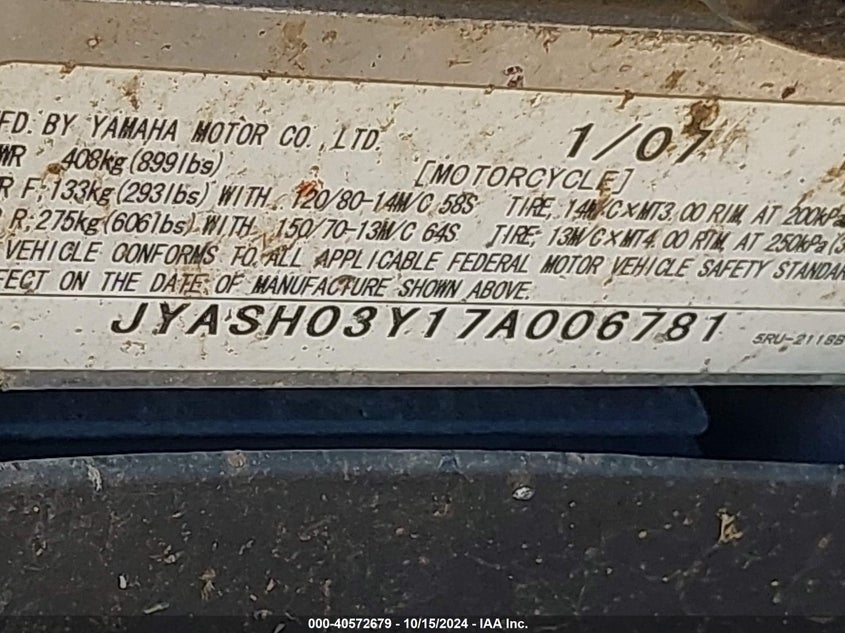 FD. BY YAMAHA MOTOR CO., LTD. 1/07
WR 408kg(899lbs) [MOTORCYCLE]
R F; 133kg(293lbs) WITH 120/80-14M/C 58S TIRE, 14M/C×MT3.00 RIM, AT 200kPa
R R; 275kg(606lbs) WITH 150/70-13M/C 64S TIRE; 13M/C×MT4.00 RIM, AT 250kPa(3
VEHICLE CONFORMS TO ALL APPLICABLE FEDERAL MOTOR VEHICLE SAFETY STANDAR
FECT ON THE DATE OF MANUFACTURE SHOWN ABOVE.
JYASH03Y17A006781 5RU-2118B
000-40572679 - 10/15/2024 - IAA Inc.